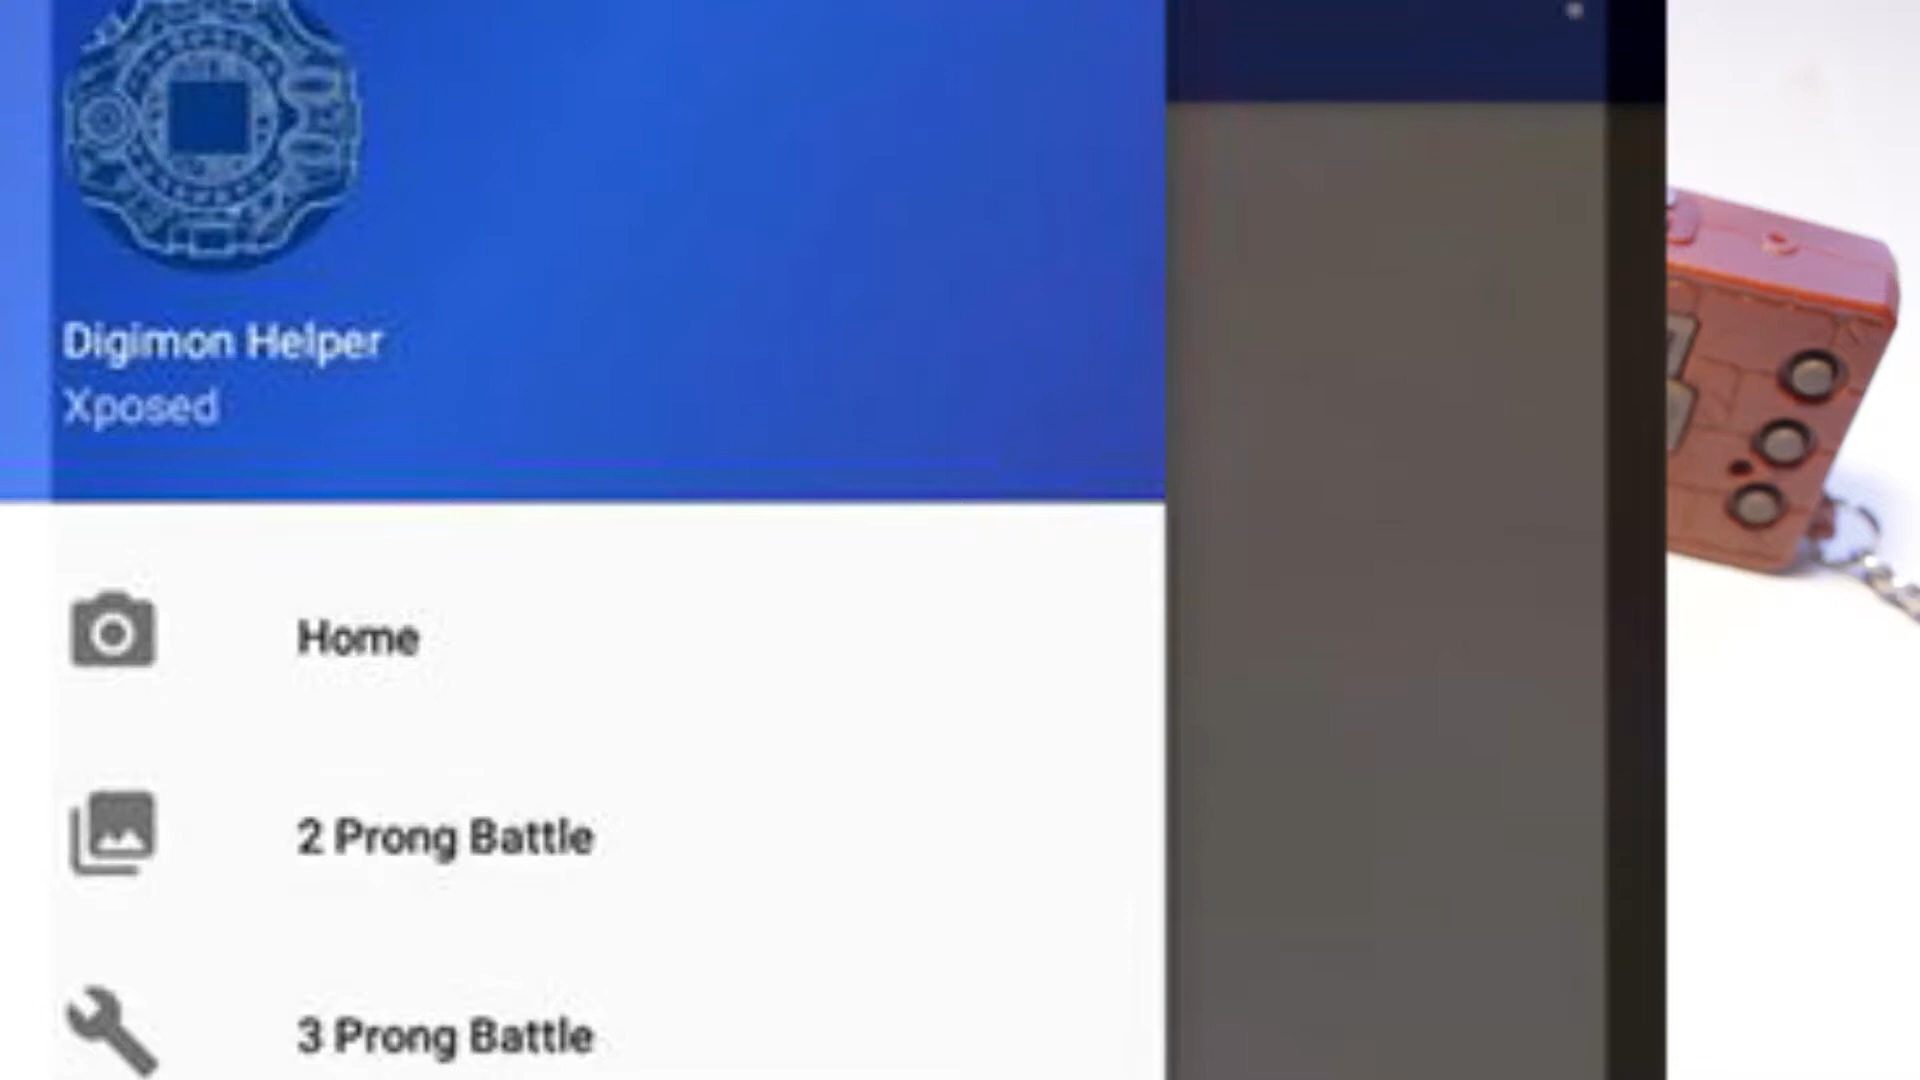 Digimon Helper
Xposed
Home
2 Prong Battle
3 Prong Battle